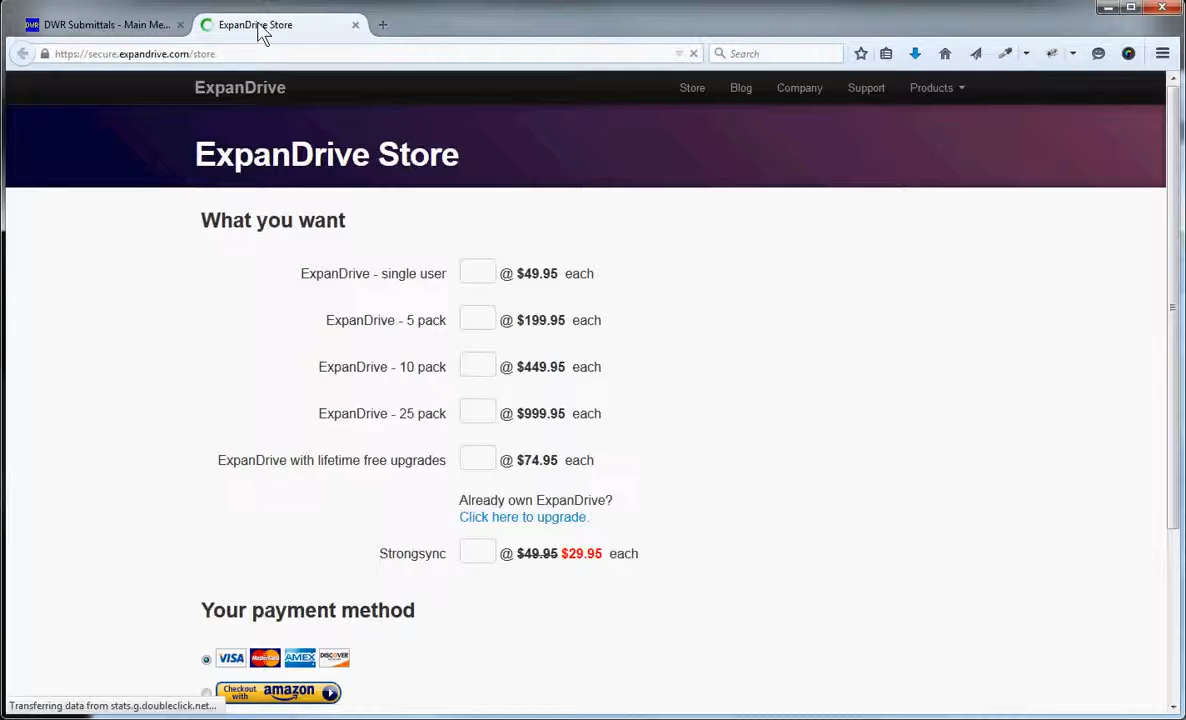 DWR DWR Submittals - Main Me... × ExpanDrive Store × +
https://secure.expandrive.com/store Search
ExpanDrive Store Blog Company Support Products
ExpanDrive Store
What you want
ExpanDrive - single user @ $49.95 each
ExpanDrive - 5 pack @ $199.95 each
ExpanDrive - 10 pack @ $449.95 each
ExpanDrive - 25 pack @ $999.95 each
ExpanDrive with lifetime free upgrades @ $74.95 each
Already own ExpanDrive?
Click here to upgrade.
Strongsync @ $49.95 $29.95 each
Your payment method
VISA MasterCard AMEX DISCOVER
Checkout with amazon
Transferring data from stats.g.doubleclick.net...